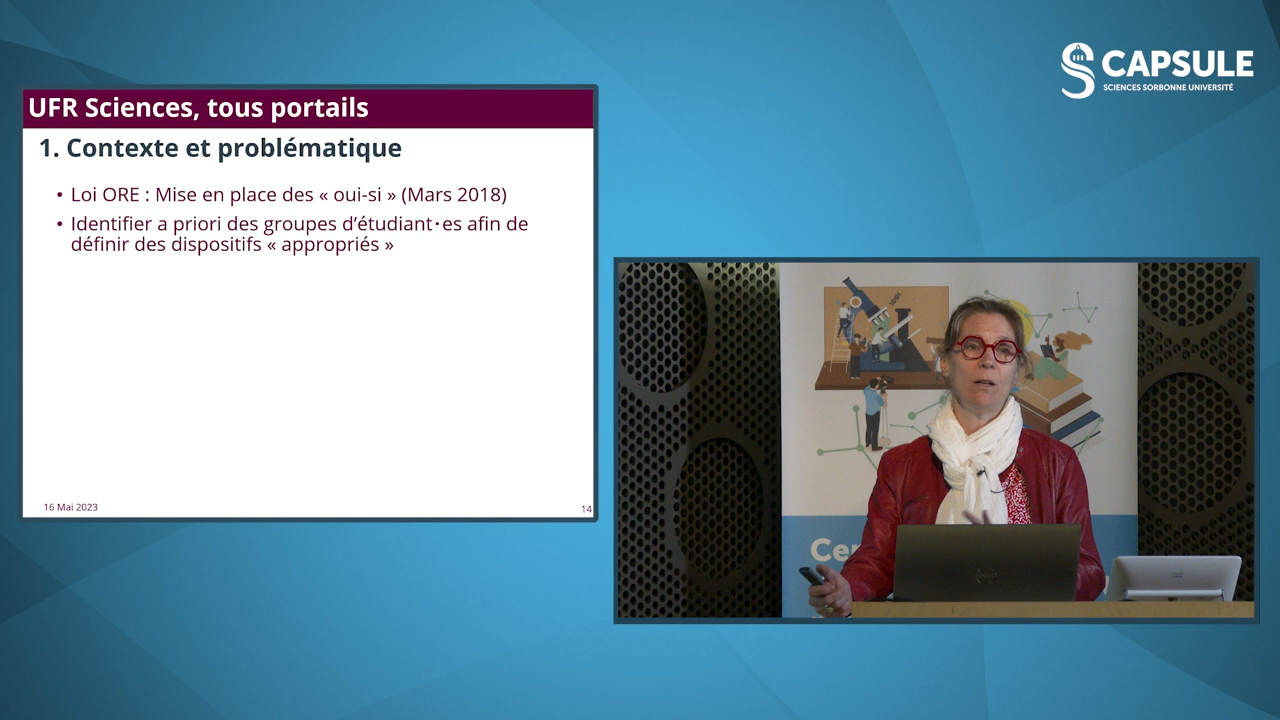 CAPSULE
SCIENCES SORBONNE UNIVERSITÉ
UFR Sciences, tous portails
1. Contexte et problématique
• Loi ORE : Mise en place des « oui-si » (Mars 2018)
• Identifier a priori des groupes d’étudiant·es afin de
définir des dispositifs « appropriés »
16 Mai 2023
14